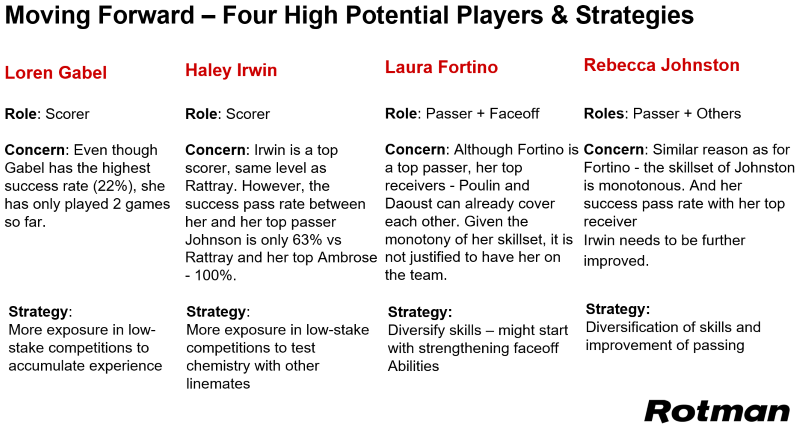 Moving Forward – Four High Potential Players & Strategies
Loren Gabel
Role: Scorer
Concern: Even though
Gabel has the highest
success rate (22%), she
has only played 2 games
so far.
Strategy:
More exposure in low-
stake competitions to
accumulate experience
Haley Irwin
Role: Scorer
Concern: Irwin is a top
scorer, same level as
Rattray. However, the
success pass rate between
her and her top passer
Johnson is only 63% vs
Rattray and her top Ambrose
- 100%.
Strategy:
More exposure in low-stake
competitions to test
chemistry with other
linemates
Laura Fortino
Role: Passer + Faceoff
Concern: Although Fortino is
a top passer, her top
receivers - Poulin and
Daoust can already cover
each other. Given the
monotony of her skillset, it is
not justified to have her on
the team.
Strategy:
Diversify skills – might start
with strengthening faceoff
Abilities
Rebecca Johnston
Roles: Passer + Others
Concern: Similar reason as for
Fortino - the skillset of Johnston
is monotonous. And her
success pass rate with her top
receiver
Irwin needs to be further
improved.
Strategy:
Diversification of skills and
improvement of passing
Rotman